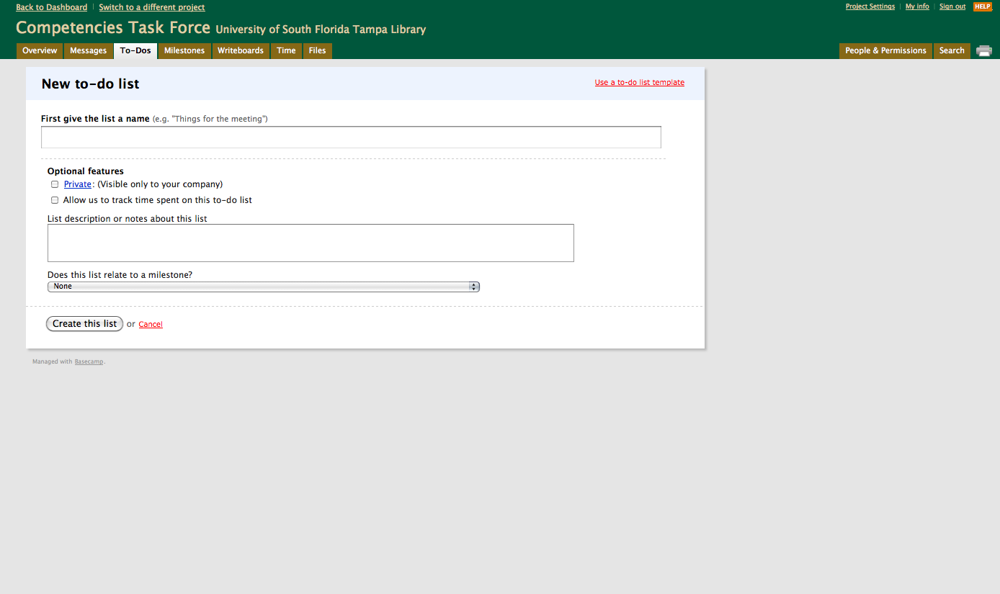 Back to Dashboard | Switch to a different project
Project Settings | My Info | Sign out HELP
Competencies Task Force University of South Florida Tampa Library
Overview Messages To-Dos Milestones Writeboards Time Files
People & Permissions Search
New to-do list
Use a to-do list template
First give the list a name (e.g. "Things for the meeting")
Optional features
Private: (Visible only to your company)
Allow us to track time spent on this to-do list
List description or notes about this list
Does this list relate to a milestone?
None
Create this list or Cancel
Managed with Basecamp.